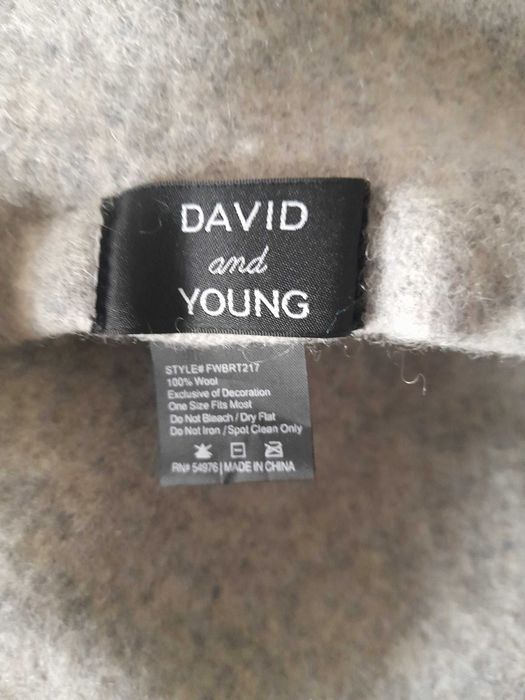 DAVID
and
YOUNG
STYLE# FWBRT217
100% Wool
Exclusive of Decoration
One Size Fits Most
Do Not Bleach / Dry Flat
Do Not Iron / Spot Clean Only
RN# 54976 | MADE IN CHINA